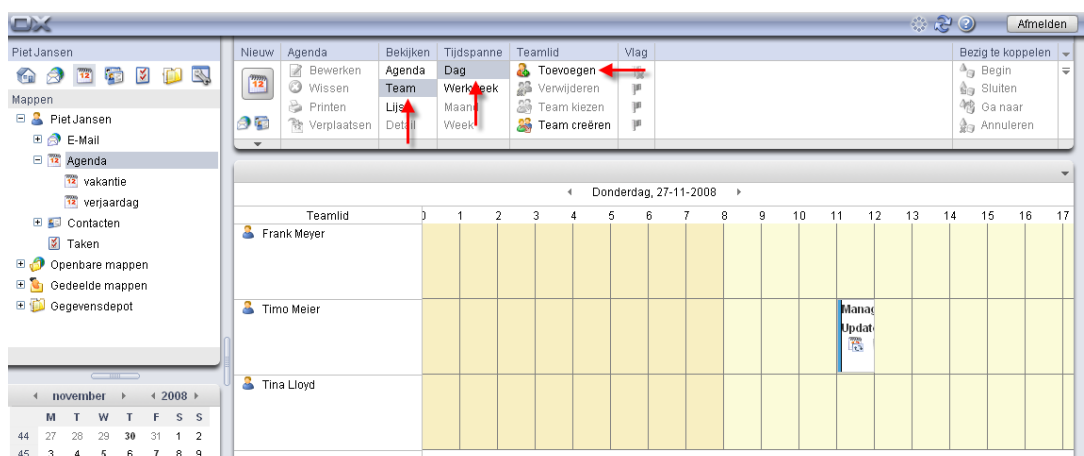 OX
Afmelden
Piet Jansen
Nieuw Agenda Bekijken Tijdspanne Teamlid Vlag Bezig te koppelen
Bewerken Agenda Dag Toevoegen Begin
Wissen Team Werkweek Verwijderen Sluiten
Mappen
Printen Lijst Maand Team kiezen Ga naar
Verplaatsen Detail Week Team creëren Annuleren
Piet Jansen
E-Mail
Agenda
vakantie
verjaardag
Contacten
Taken
Openbare mappen
Gedeelde mappen
Gegevensdepot
Donderdag, 27-11-2008
Teamlid 1 2 3 4 5 6 7 8 9 10 11 12 13 14 15 16 17
Frank Meyer
Timo Meier
Manag
Updat
Tina Lloyd
november 2008
M T W T F S S
44 27 28 29 30 31 1 2
45 3 4 5 6 7 8 9